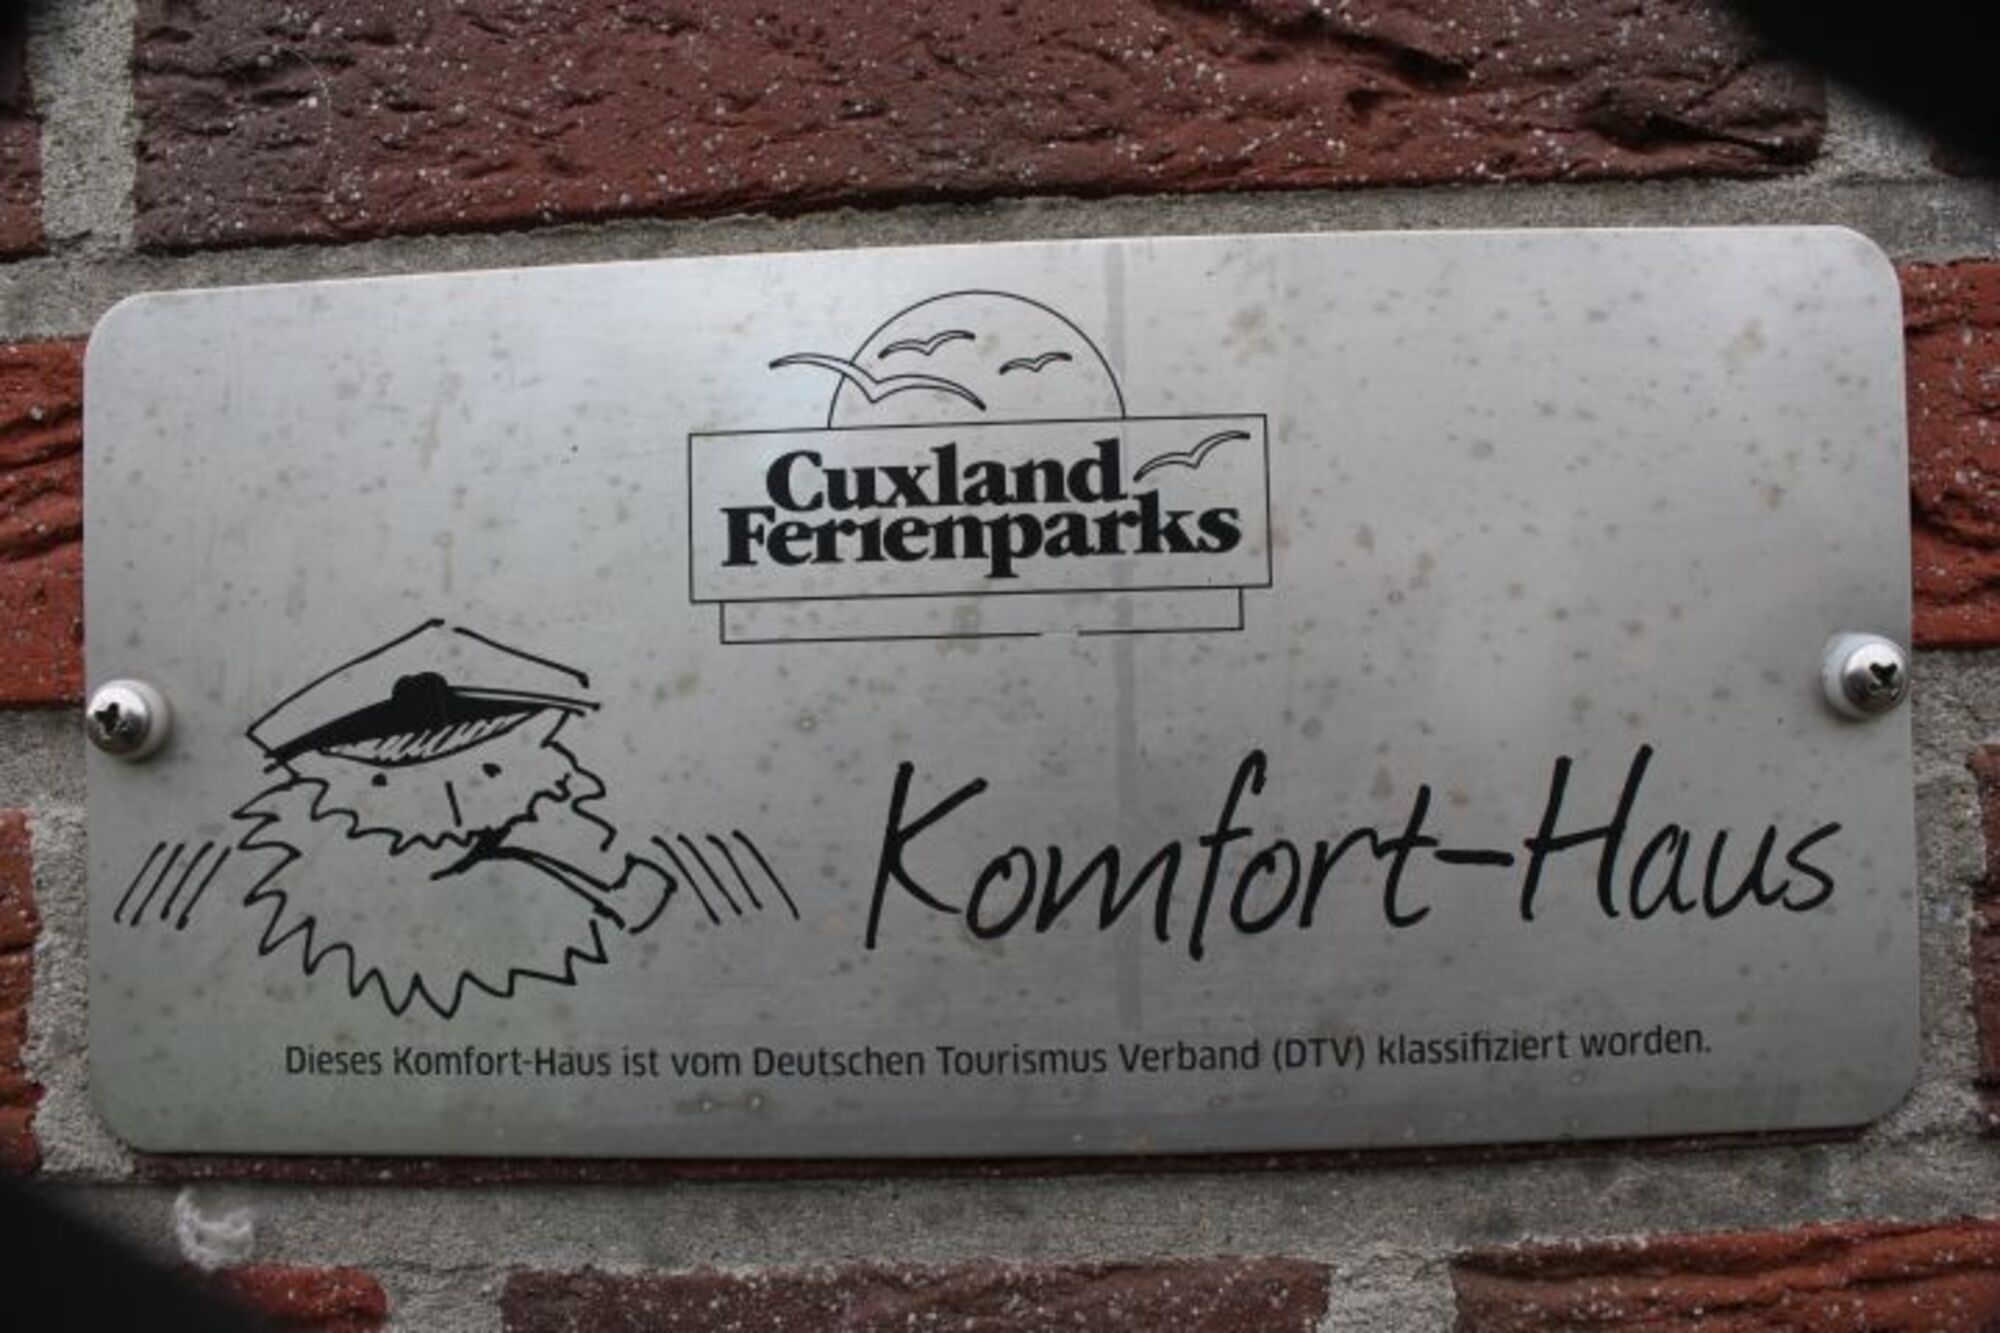 Cuxland
Ferienparks
Komfort-Haus
Dieses Komfort-Haus ist vom Deutschen Tourismus Verband (DTV) klassifiziert worden.